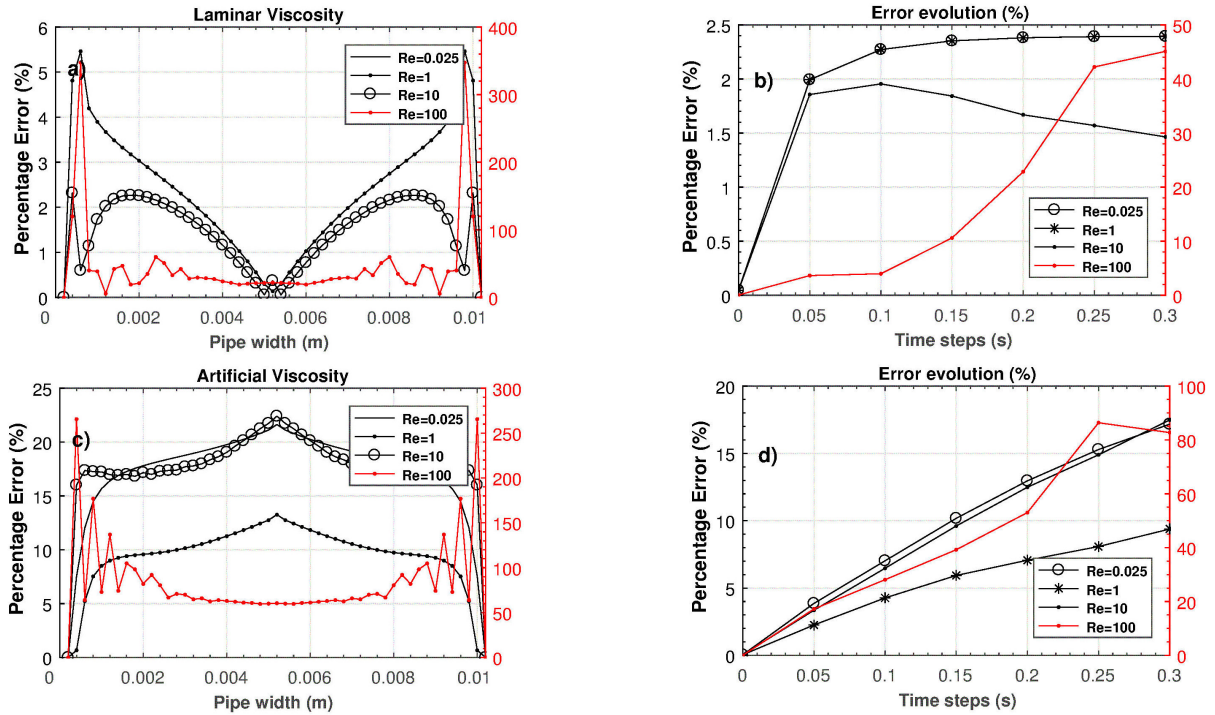 Laminar Viscosity
a)
Percentage Error (%)
6
5
4
3
2
1
0
400
350
300
250
200
150
100
50
0
Re=0.025
Re=1
Re=10
Re=100
0
0.002
0.004
0.006
0.008
0.01
Pipe width (m)
Error evolution (%)
b)
Percentage Error (%)
2.5
2
1.5
1
0.5
0
50
40
30
20
10
0
Re=0.025
Re=1
Re=10
Re=100
0
0.05
0.1
0.15
0.2
0.25
0.3
Time steps (s)
Artificial Viscosity
c)
Percentage Error (%)
25
20
15
10
5
0
300
250
200
150
100
50
0
Re=0.025
Re=1
Re=10
Re=100
0
0.002
0.004
0.006
0.008
0.01
Pipe width (m)
Error evolution (%)
d)
Percentage Error (%)
20
15
10
5
0
100
80
60
40
20
0
Re=0.025
Re=1
Re=10
Re=100
0
0.05
0.1
0.15
0.2
0.25
0.3
Time steps (s)